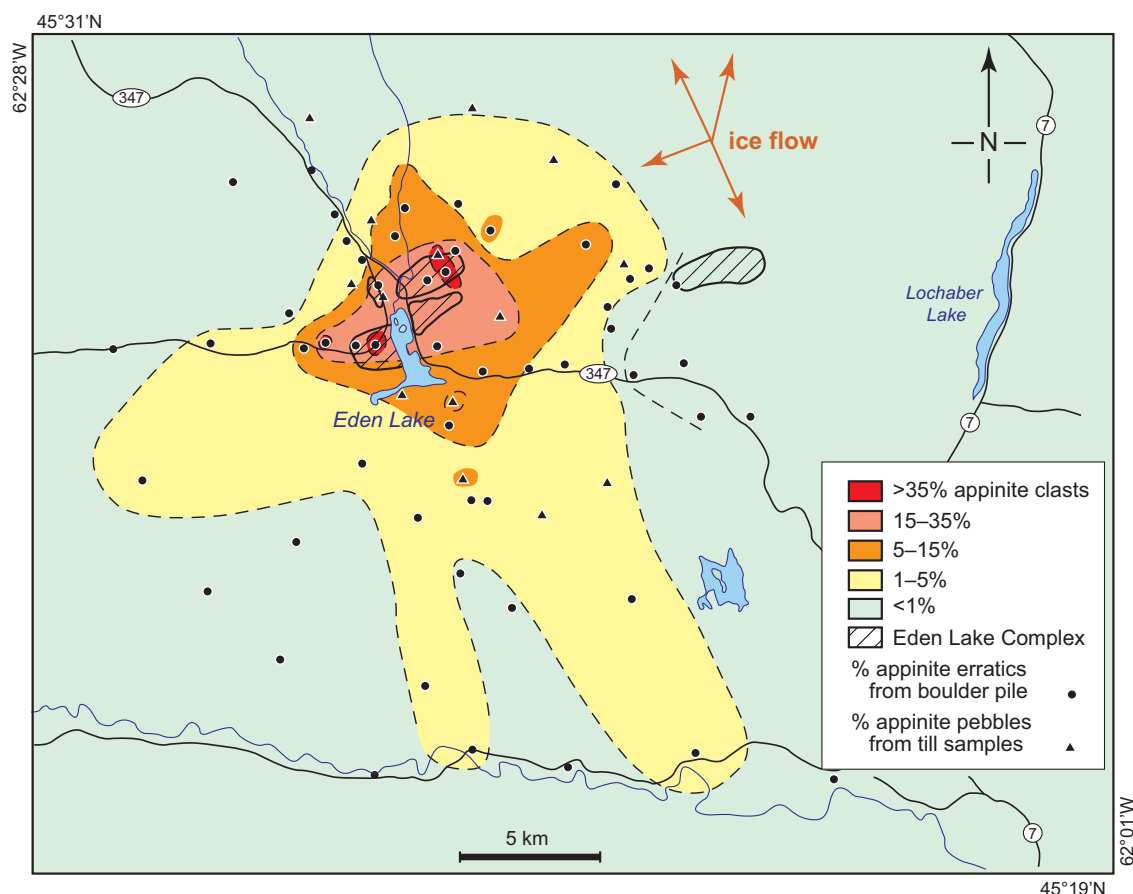 45°31'N
62°28'W
347
ice flow
N
7
Lochaber
Lake
347
Eden Lake
7
>35% appinite clasts
15–35%
5–15%
1–5%
<1%
Eden Lake Complex
% appinite erratics
from boulder pile
% appinite pebbles
from till samples
5 km
7
62°01'W
45°19'N